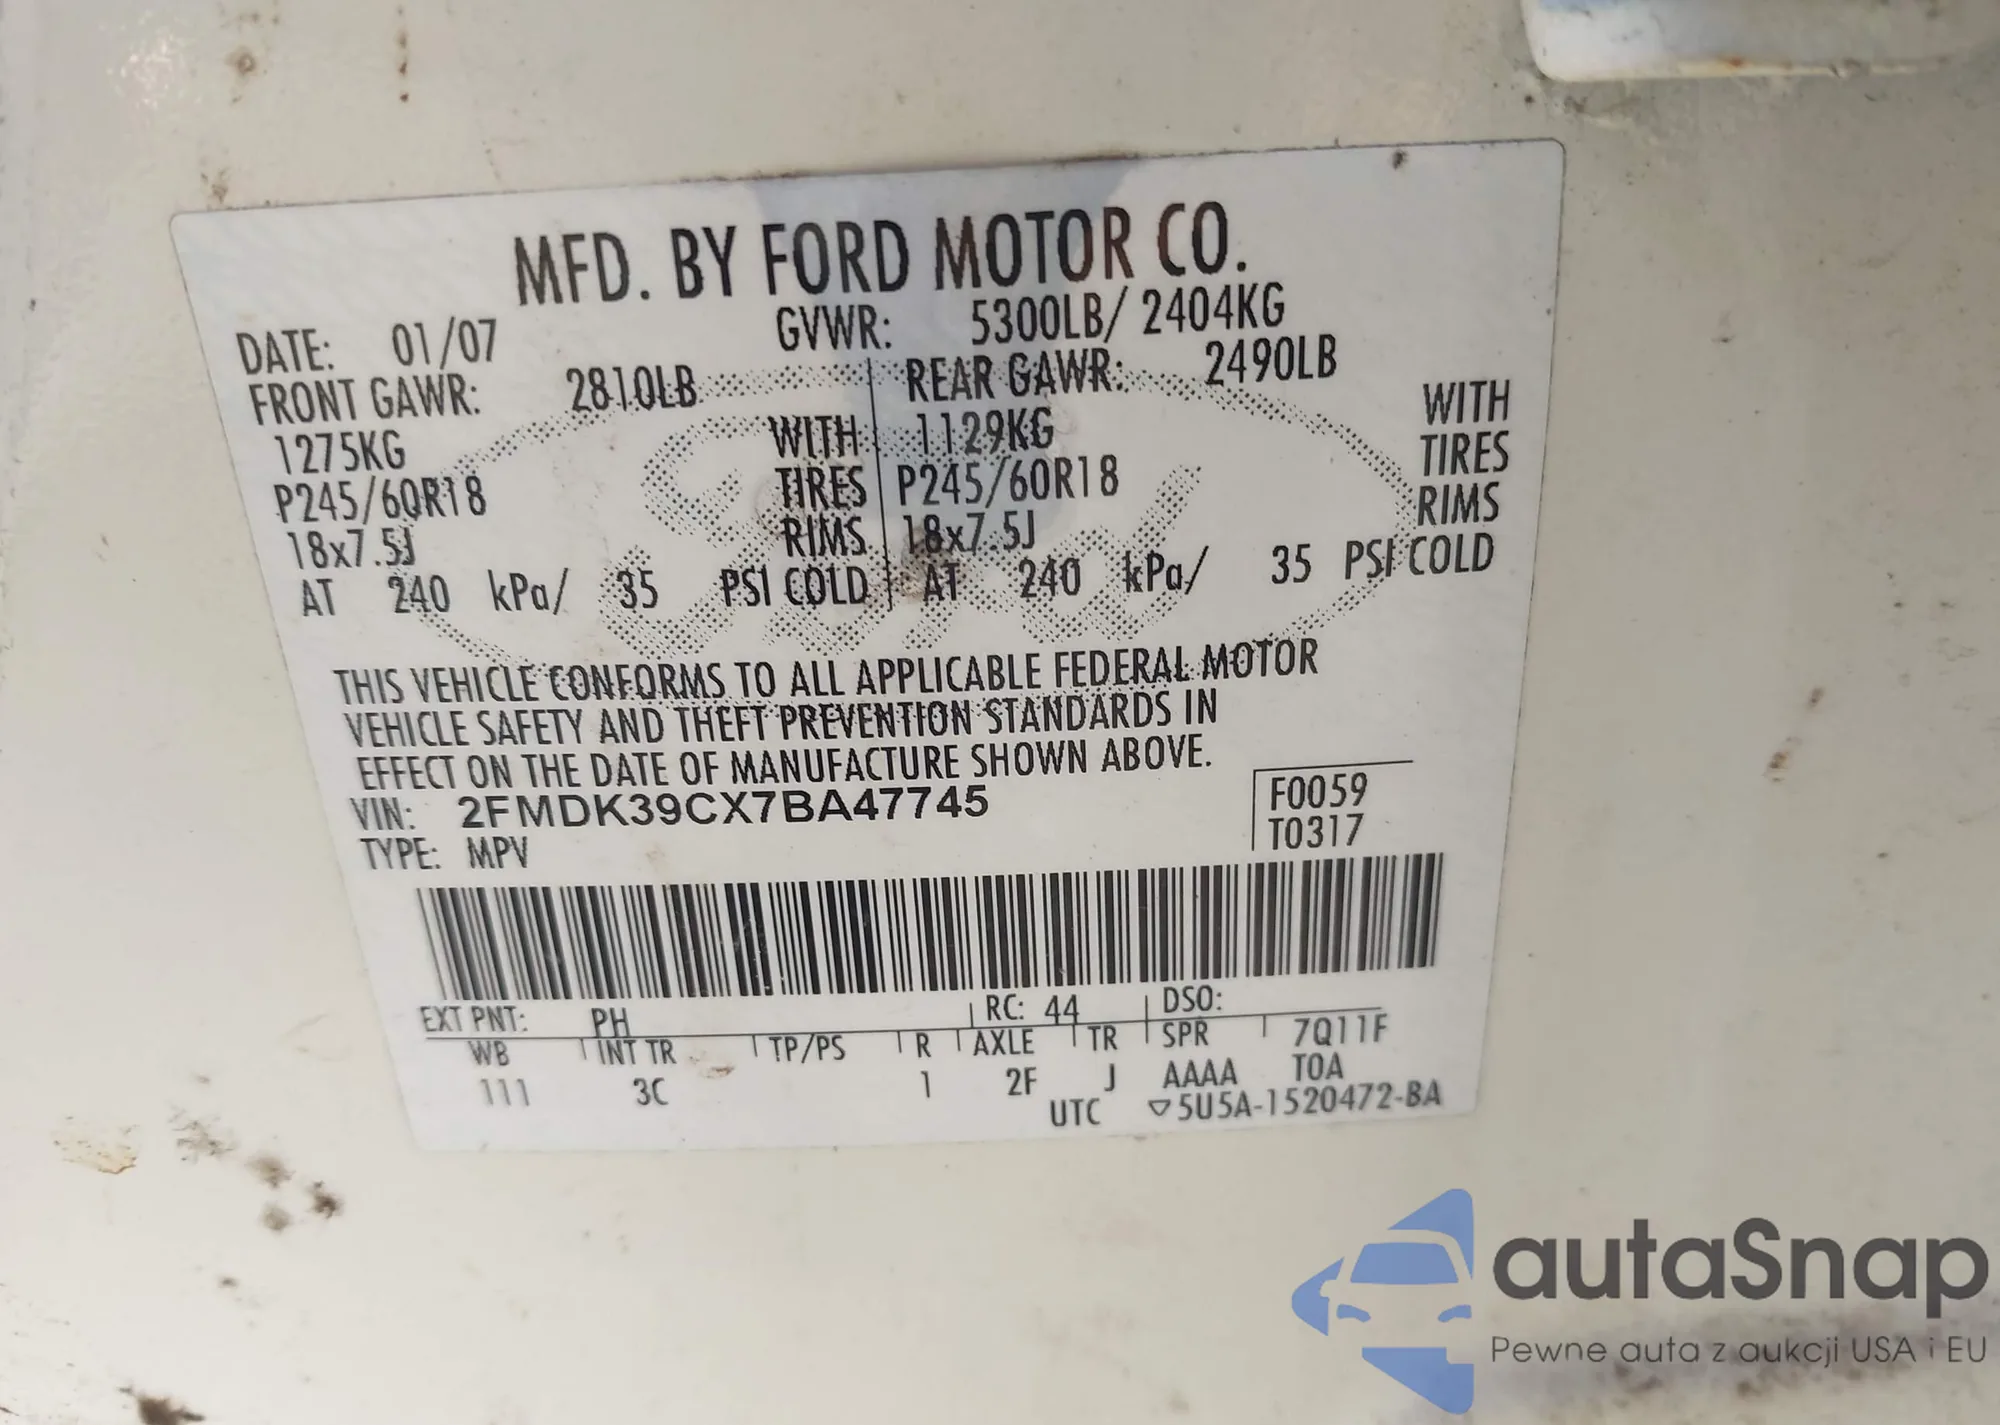 MFD. BY FORD MOTOR CO.
DATE: 01/07 GVWR: 5300LB/ 2404KG
FRONT GAWR: 2810LB REAR GAWR: 2490LB
1275KG WITH 1129KG WITH
P245/60R18 TIRES P245/60R18 TIRES
18x7.5J RIMS 18x7.5J RIMS
AT 240 kPa/ 35 PSI COLD AT 240 kPa/ 35 PSI COLD
THIS VEHICLE CONFORMS TO ALL APPLICABLE FEDERAL MOTOR
VEHICLE SAFETY AND THEFT PREVENTION STANDARDS IN
EFFECT ON THE DATE OF MANUFACTURE SHOWN ABOVE.
VIN: 2FMDK39CX7BA47745 F0059
TYPE: MPV T0317
EXT PNT: PH RC: 44 DSO:
WB INT TR TP/PS R AXLE TR SPR 7Q11F
111 3C 1 2F J AAAA T0A
UTC ▽5U5A-1520472-BA
autaSnap
Pewne auta z aukcji USA i EU